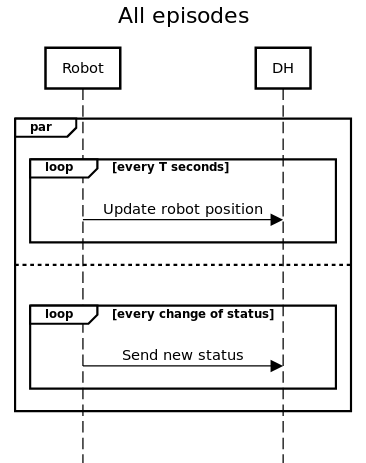 All episodes
Robot
DH
par
loop [every T seconds]
Update robot position
loop [every change of status]
Send new status